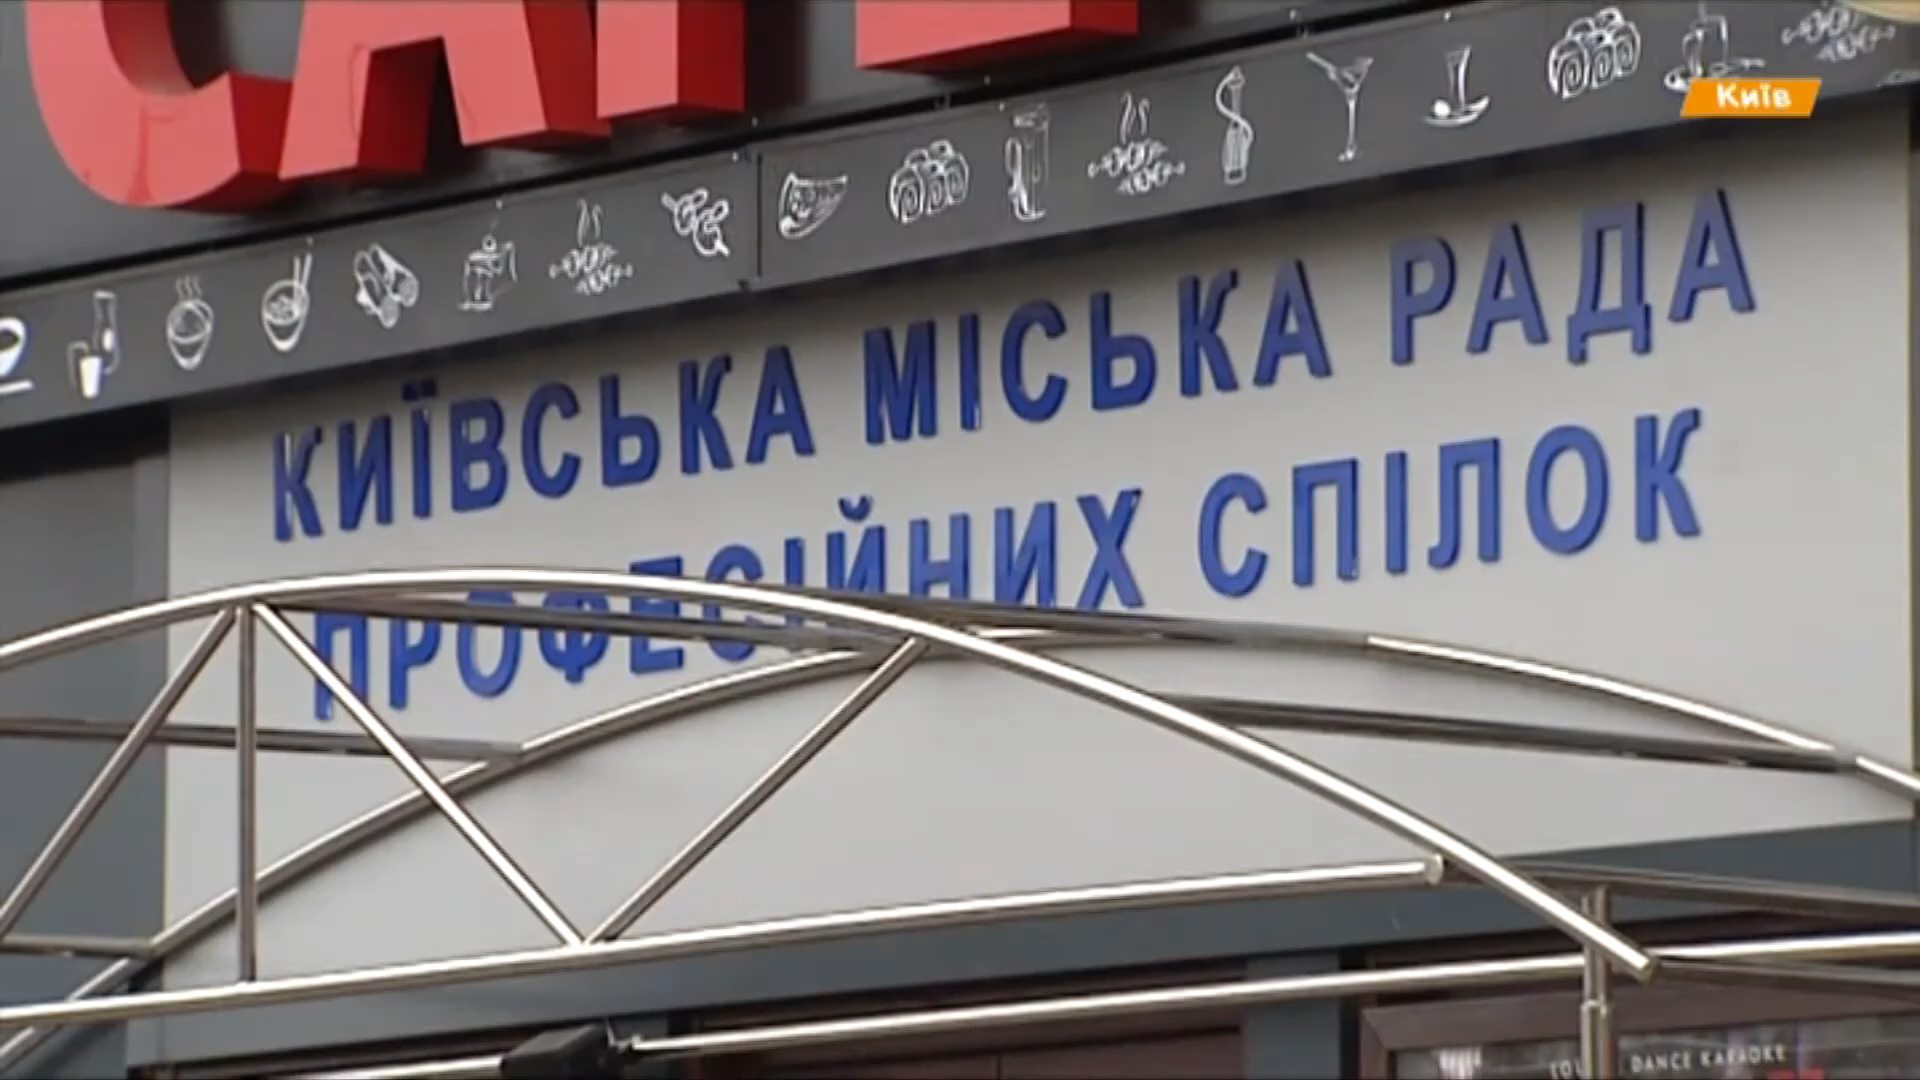 Київ
КИЇВСЬКА МІСЬКА РАДА
ПРОФЕСІЙНИХ СПІЛОК
DANCE KARAOKE